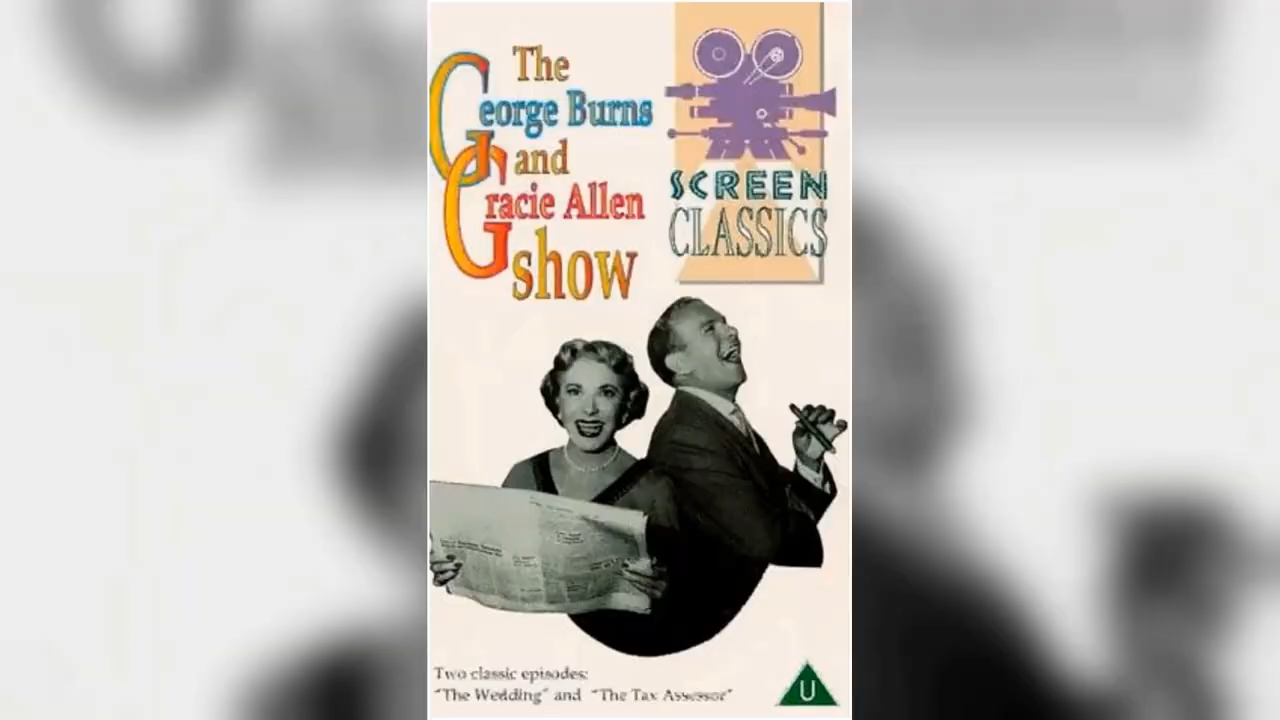 The
George Burns
and
Gracie Allen
show
SCREEN
CLASSICS
Two classic episodes:
"The Wedding" and "The Tax Assessor"
U